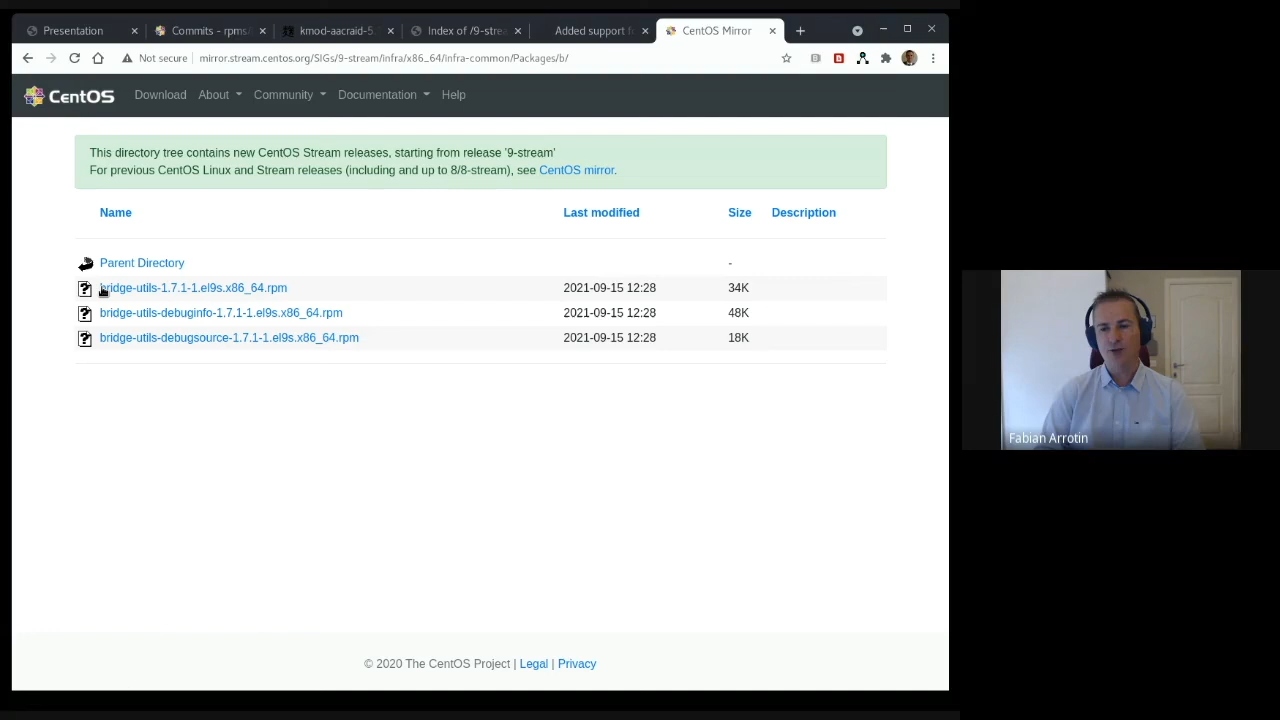 Presentation
Commits - rpms/
kmod-aacraid-5.
Index of /9-stre
Added support f
CentOS Mirror
Not secure
mirror.stream.centos.org/SIGs/9-stream/infra/x86_64/infra-common/Packages/b/
CentOS
Download
About
Community
Documentation
Help
This directory tree contains new CentOS Stream releases, starting from release '9-stream'
For previous CentOS Linux and Stream releases (including and up to 8/8-stream), see CentOS mirror.
Name Last modified Size Description
Parent Directory -
bridge-utils-1.7.1-1.el9s.x86_64.rpm 2021-09-15 12:28 34K
bridge-utils-debuginfo-1.7.1-1.el9s.x86_64.rpm 2021-09-15 12:28 48K
bridge-utils-debugsource-1.7.1-1.el9s.x86_64.rpm 2021-09-15 12:28 18K
Fabian Arrotin
© 2020 The CentOS Project | Legal | Privacy